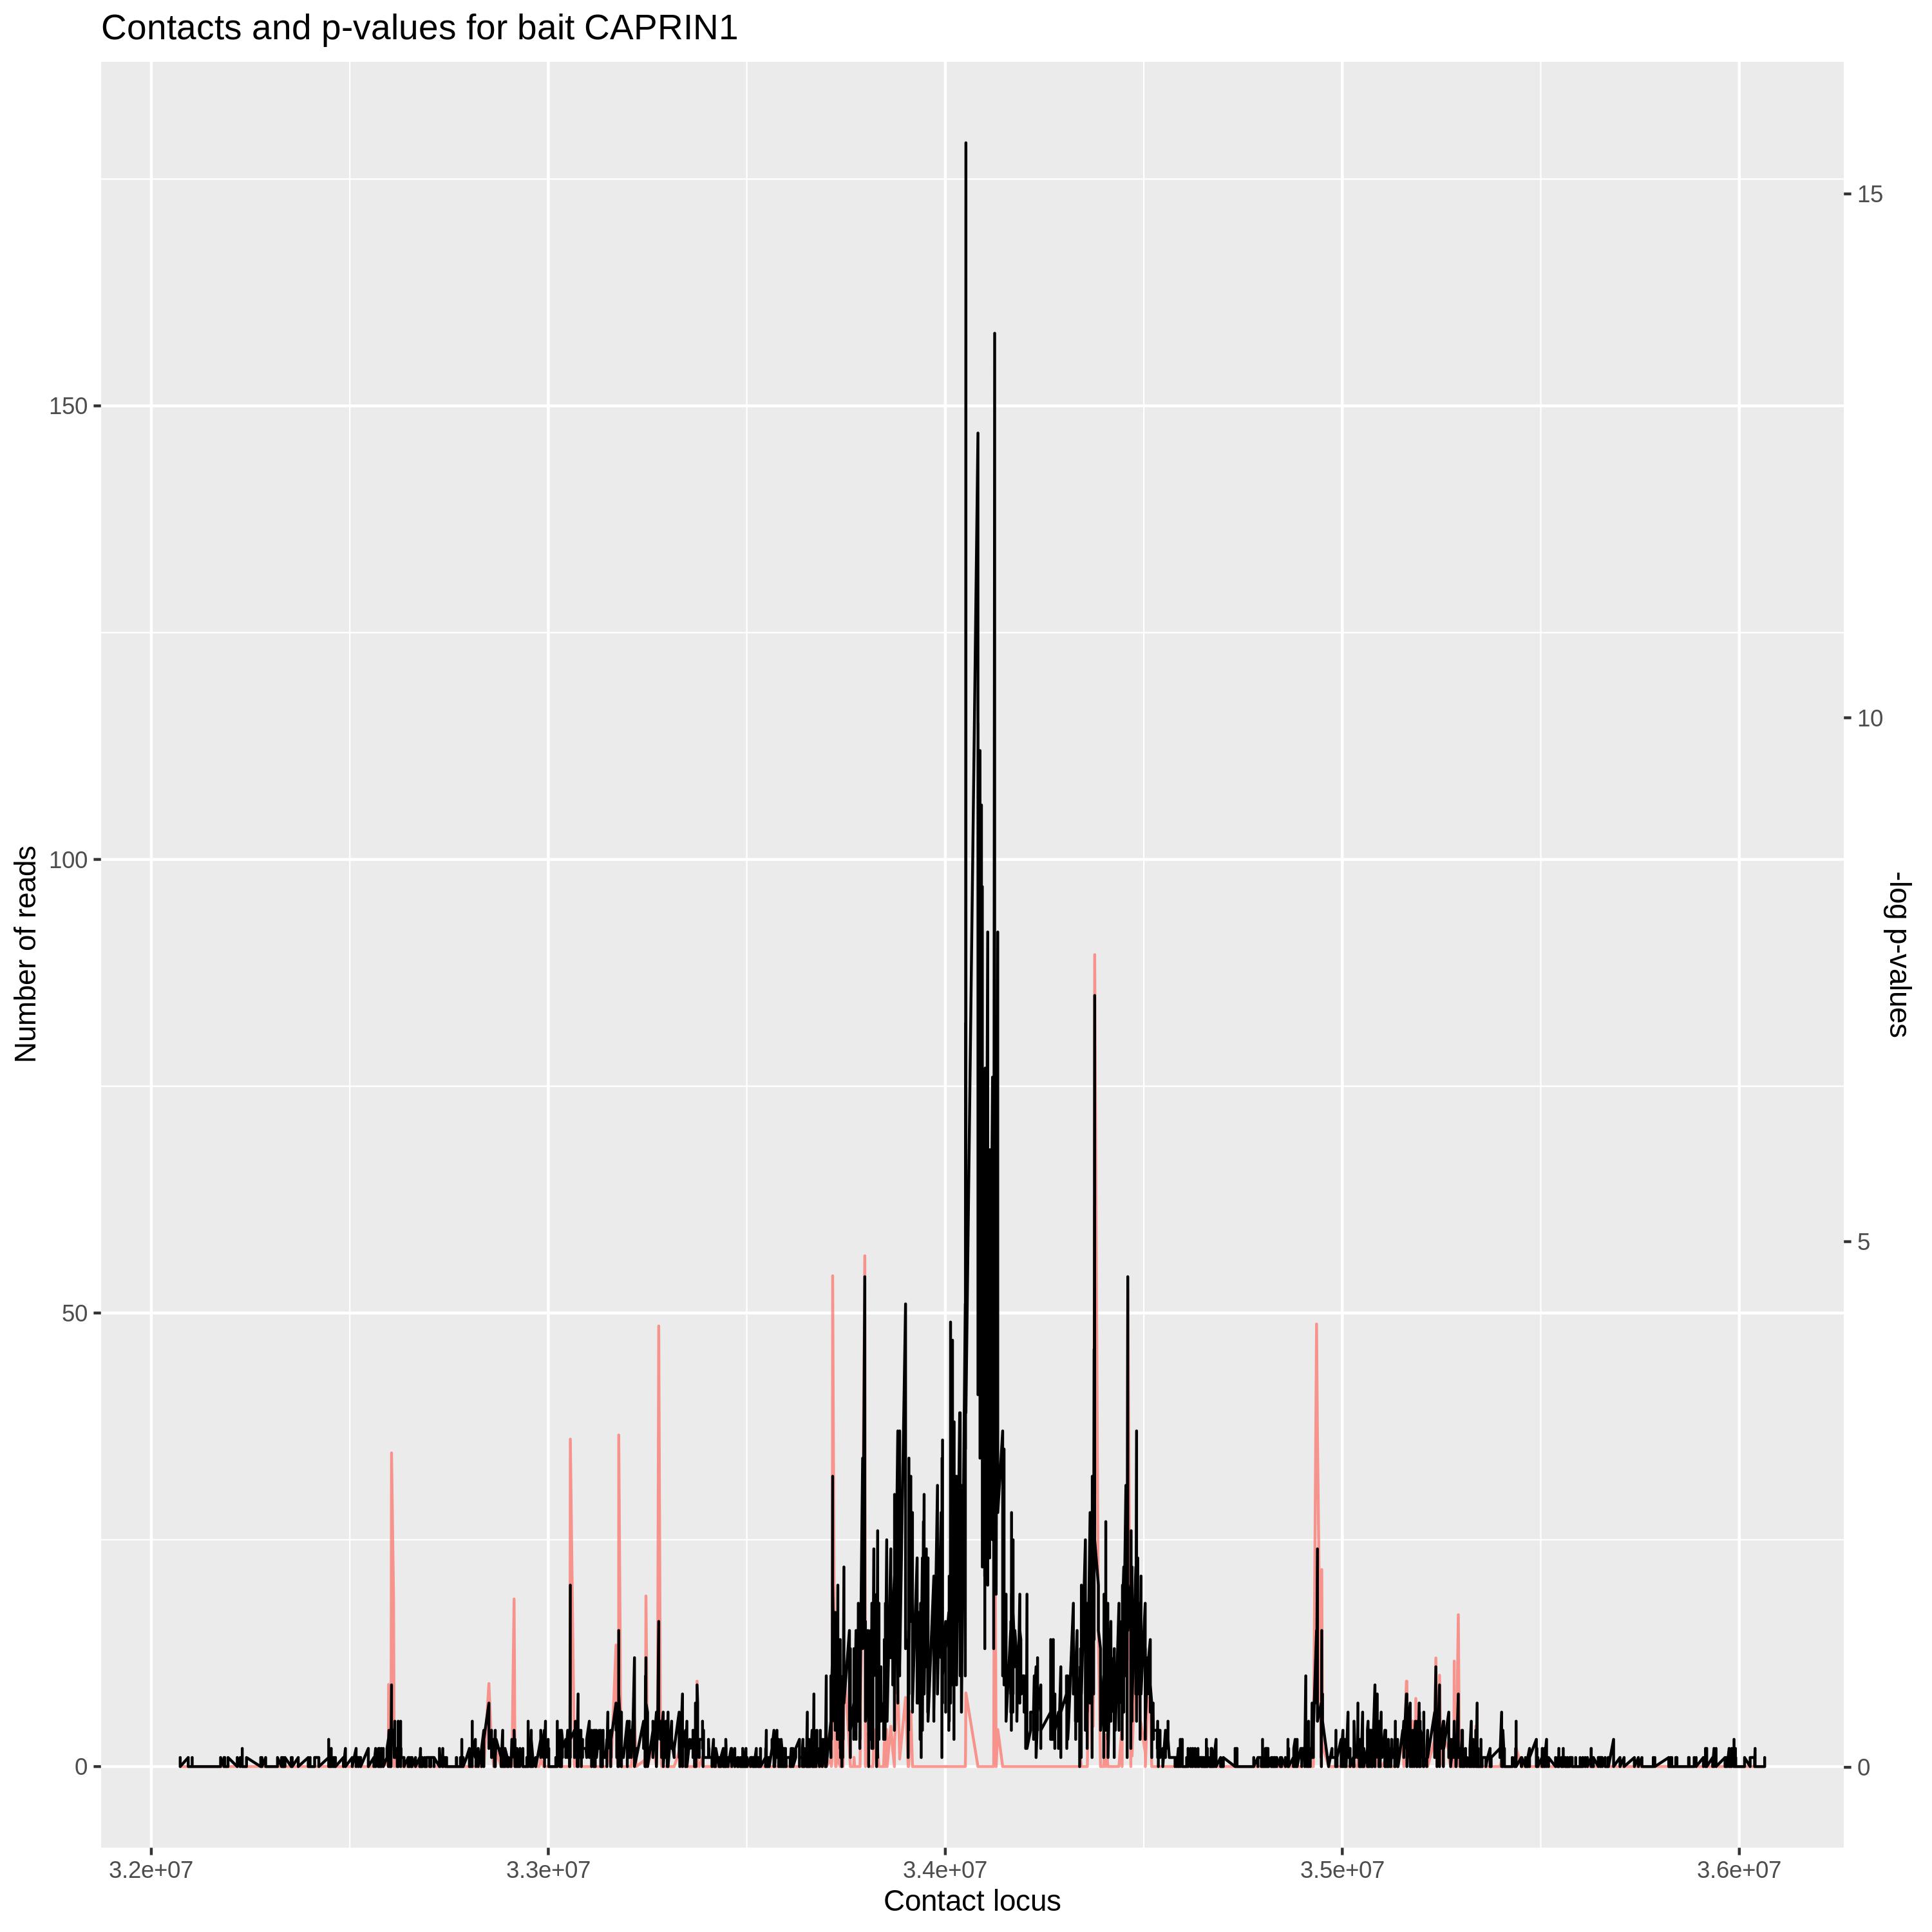 Contacts and p-values for bait CAPRIN1
Number of reads
150
100
50
0
15
10
5
0
-log p-values
3.2e+07
3.3e+07
3.4e+07
3.5e+07
3.6e+07
Contact locus